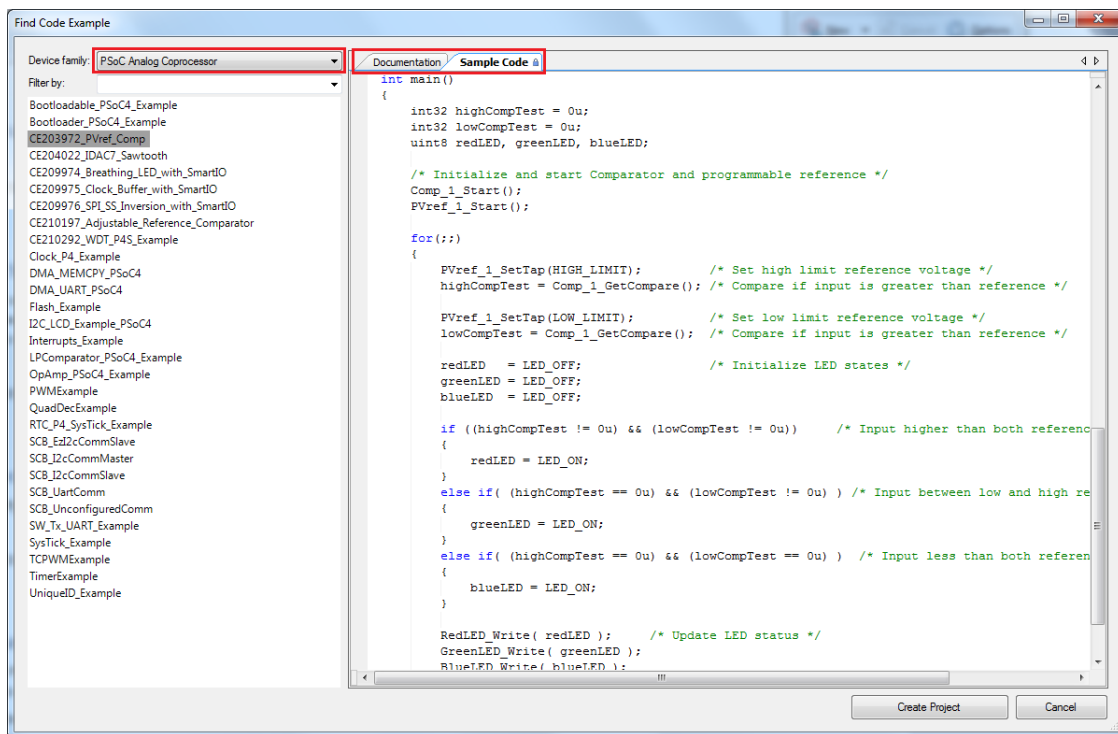 Find Code Example
Device family: PSoC Analog Coprocessor
Filter by:
Bootloadable_PSoC4_Example
Bootloader_PSoC4_Example
CE203972_PVref_Comp
CE204022_IDAC7_Sawtooth
CE209974_Breathing_LED_with_SmartIO
CE209975_Clock_Buffer_with_SmartIO
CE209976_SPI_SS_Inversion_with_SmartIO
CE210197_Adjustable_Reference_Comparator
CE210292_WDT_P4S_Example
Clock_P4_Example
DMA_MEMCPY_PSoC4
DMA_UART_PSoC4
Flash_Example
I2C_LCD_Example_PSoC4
Interrupts_Example
LPComparator_PSoC4_Example
OpAmp_PSoC4_Example
PWMExample
QuadDecExample
RTC_P4_SysTick_Example
SCB_EzI2cCommSlave
SCB_I2cCommMaster
SCB_I2cCommSlave
SCB_UartComm
SCB_UnconfiguredComm
SW_Tx_UART_Example
SysTick_Example
TCPWMExample
TimerExample
UniqueID_Example
Documentation Sample Code
int main()
{
int32 highCompTest = 0u;
int32 lowCompTest = 0u;
uint8 redLED, greenLED, blueLED;
/* Initialize and start Comparator and programmable reference */
Comp_1_Start();
PVref_1_Start();
for(;;)
{
PVref_1_SetTap(HIGH_LIMIT); /* Set high limit reference voltage */
highCompTest = Comp_1_GetCompare(); /* Compare if input is greater than reference */
PVref_1_SetTap(LOW_LIMIT); /* Set low limit reference voltage */
lowCompTest = Comp_1_GetCompare(); /* Compare if input is greater than reference */
redLED = LED_OFF; /* Initialize LED states */
greenLED = LED_OFF;
blueLED = LED_OFF;
if ((highCompTest != 0u) && (lowCompTest != 0u)) /* Input higher than both referenc
{
redLED = LED_ON;
}
else if( (highCompTest == 0u) && (lowCompTest != 0u) ) /* Input between low and high re
{
greenLED = LED_ON;
}
else if( (highCompTest == 0u) && (lowCompTest == 0u) ) /* Input less than both referen
{
blueLED = LED_ON;
}
RedLED_Write( redLED ); /* Update LED status */
GreenLED_Write( greenLED );
BlueLED_Write( blueLED );
Create Project Cancel